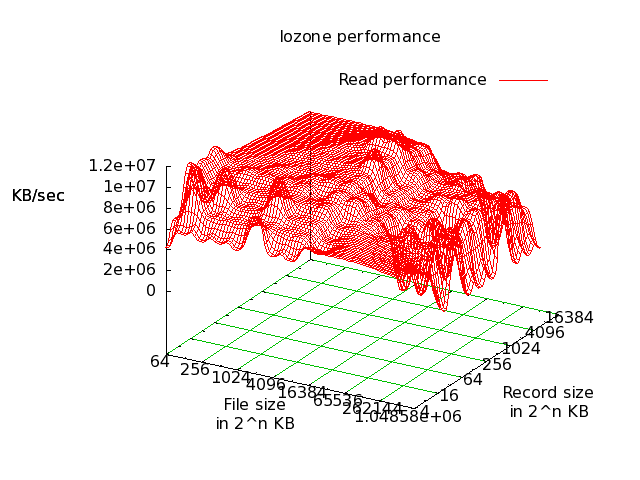 Iozone performance
Read performance
KB/sec
1.2e+07
1e+07
8e+06
6e+06
4e+06
2e+06
0
64
256
1024
4096
16384
65536
262144
1.04858e+06
File size
in 2^n KB
4
16
64
256
1024
4096
16384
Record size
in 2^n KB